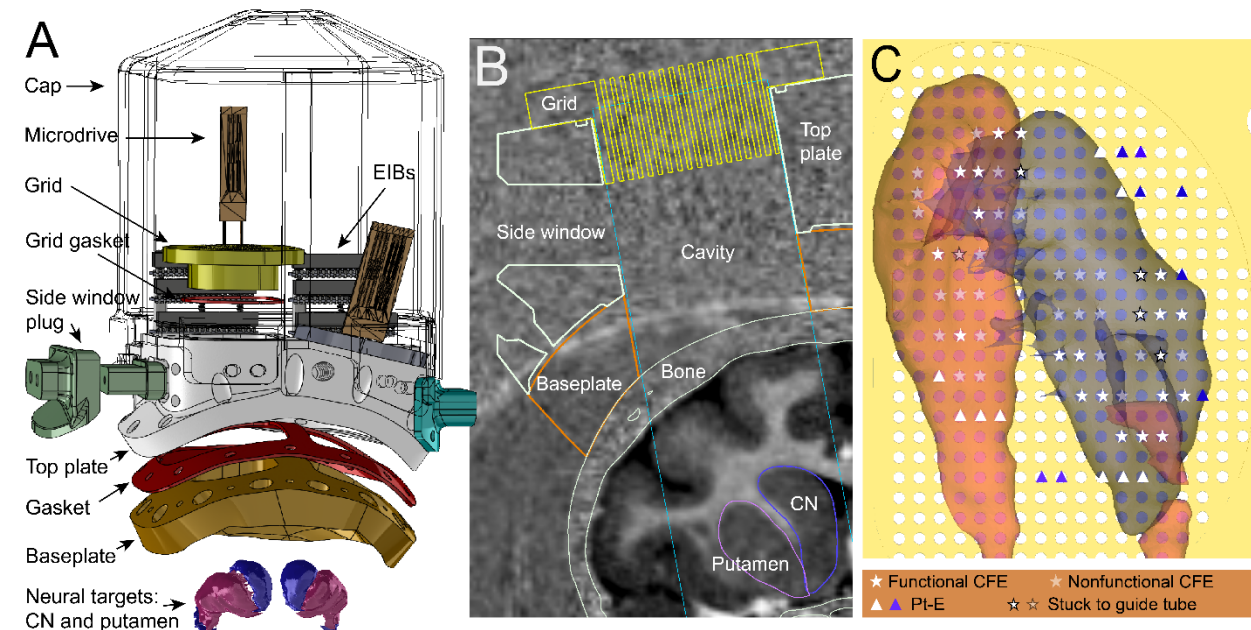 A
Cap
Microdrive
Grid
EIBs
Grid gasket
Side window
plug
Top plate
Gasket
Baseplate
Neural targets:
CN and putamen
B
Grid
Top
plate
Side window
Cavity
Baseplate
Bone
CN
Putamen
C
Functional CFE
Nonfunctional CFE
Pt-E
Stuck to guide tube